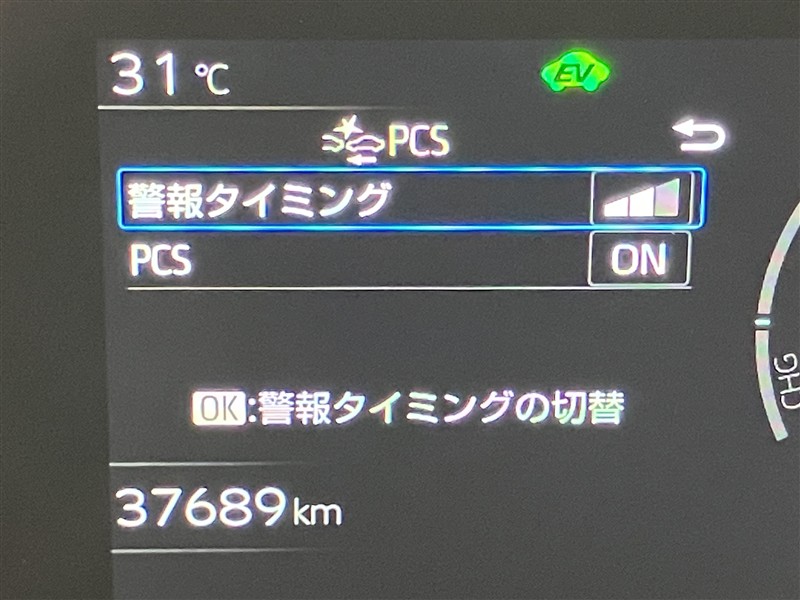 31℃
EV
PCS
警報タイミング
PCS ON
CHG
OK:警報タイミングの切替
37689km